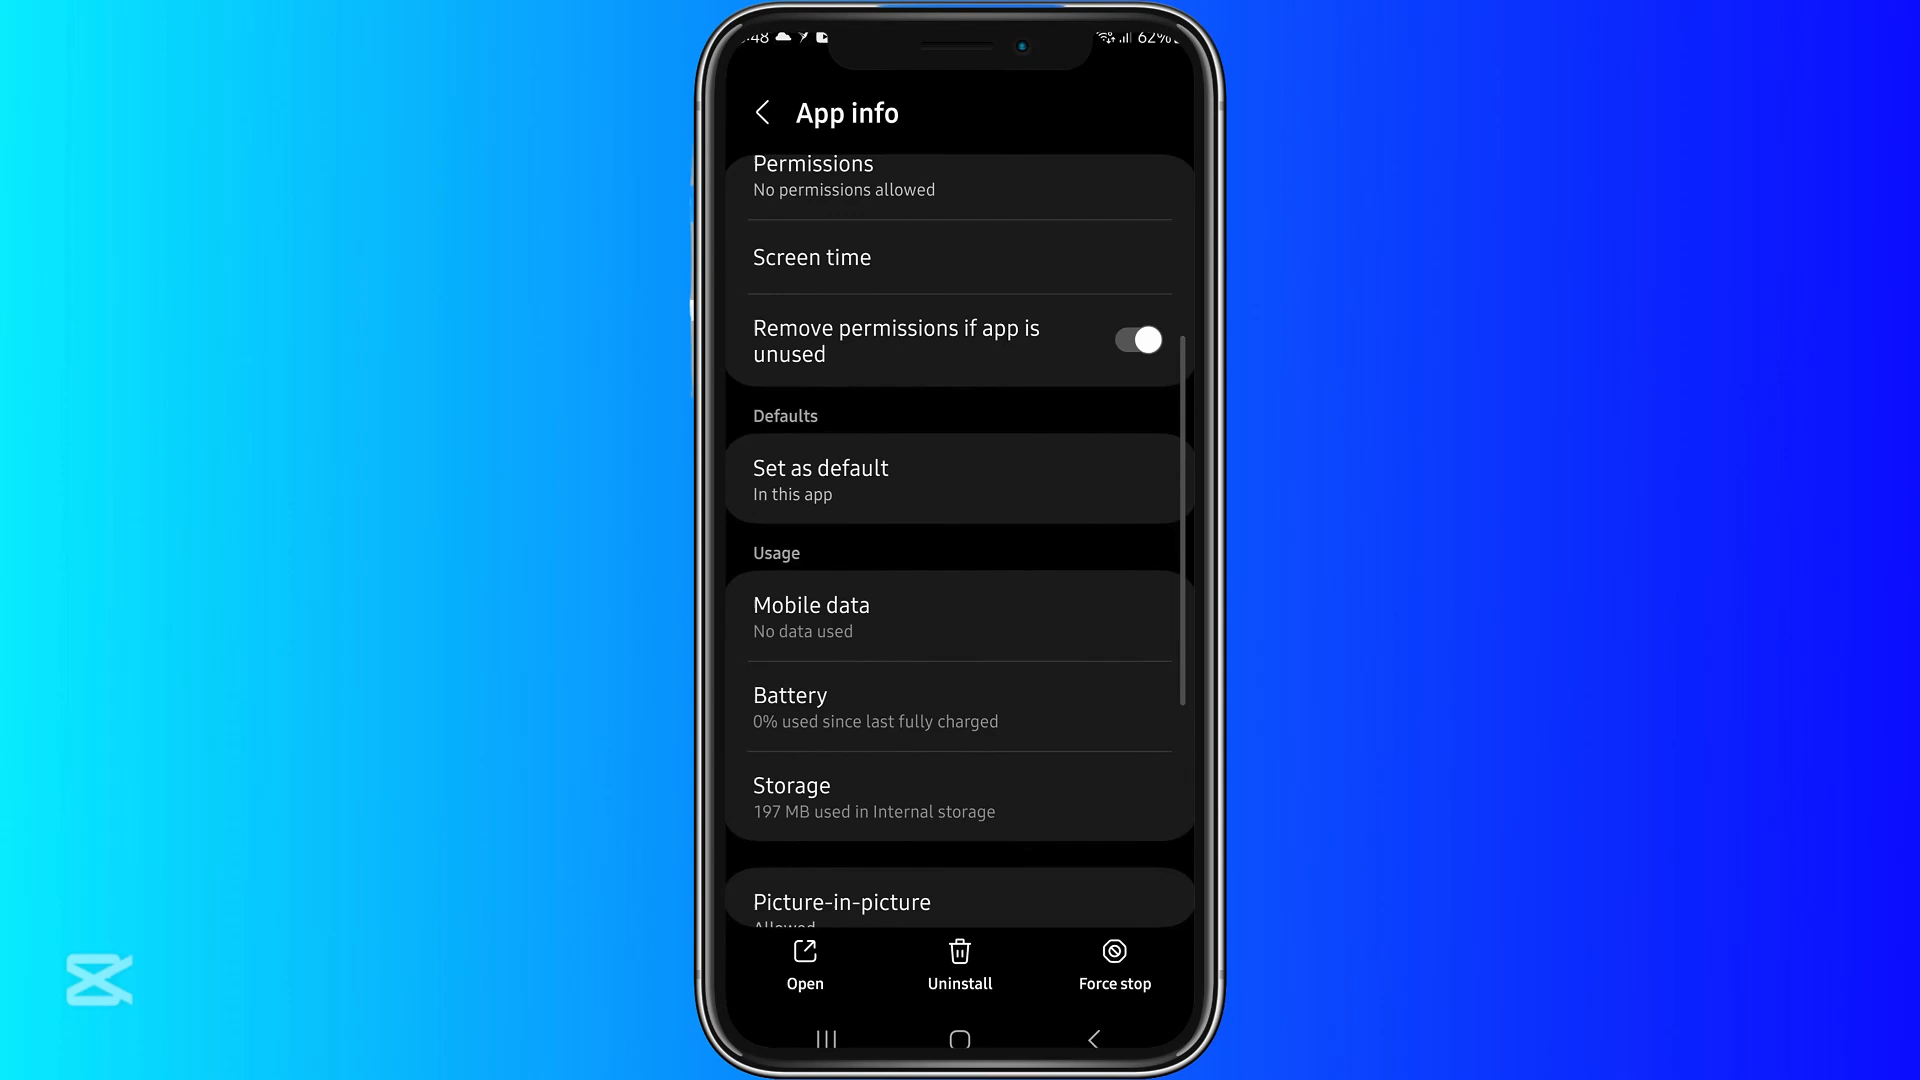 :48 62%
App info
Permissions
No permissions allowed
Screen time
Remove permissions if app is
unused
Defaults
Set as default
In this app
Usage
Mobile data
No data used
Battery
0% used since last fully charged
Storage
197 MB used in Internal storage
Picture-in-picture
Allowed
Open Uninstall Force stop